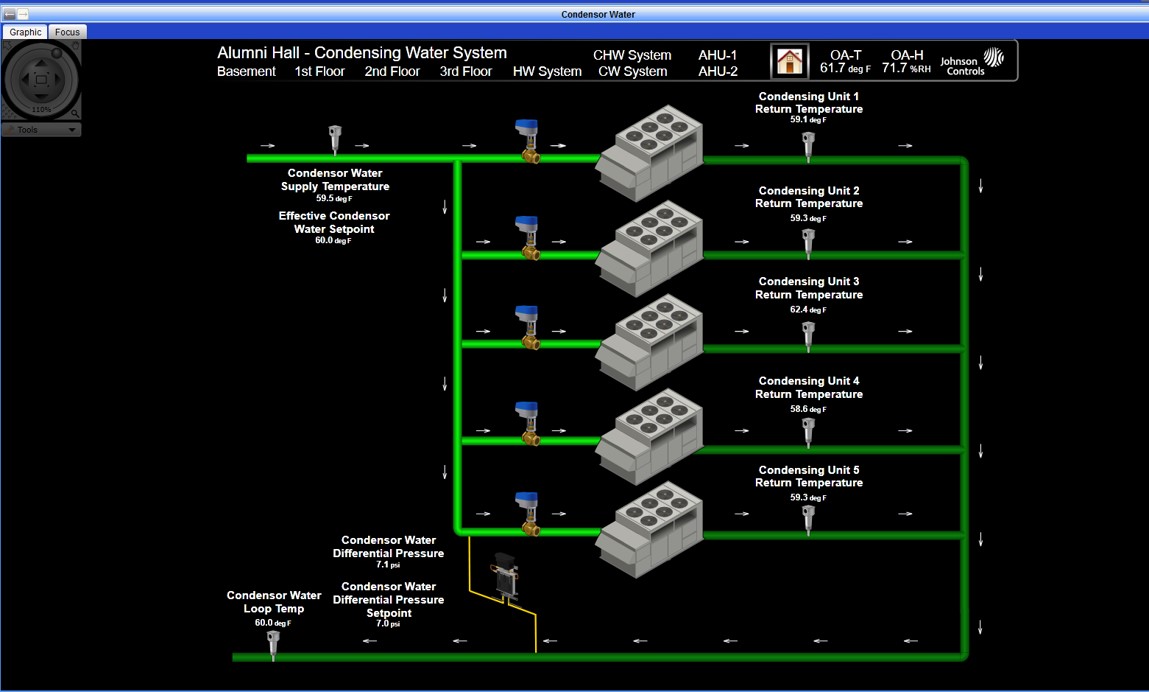 Condensor Water
Graphic Focus
110%
Tools
Alumni Hall - Condensing Water System
Basement 1st Floor 2nd Floor 3rd Floor HW System
CHW System
CW System
AHU-1
AHU-2
OA-T
61.7 deg F
OA-H
71.7 %RH
Johnson
Controls
Condensing Unit 1
Return Temperature
59.1 deg F
Condensor Water
Supply Temperature
59.5 deg F
Effective Condensor
Water Setpoint
60.0 deg F
Condensing Unit 2
Return Temperature
59.3 deg F
Condensing Unit 3
Return Temperature
62.4 deg F
Condensing Unit 4
Return Temperature
58.6 deg F
Condensing Unit 5
Return Temperature
59.3 deg F
Condensor Water
Differential Pressure
7.1 psi
Condensor Water
Differential Pressure
Setpoint
7.0 psi
Condensor Water
Loop Temp
60.0 deg F